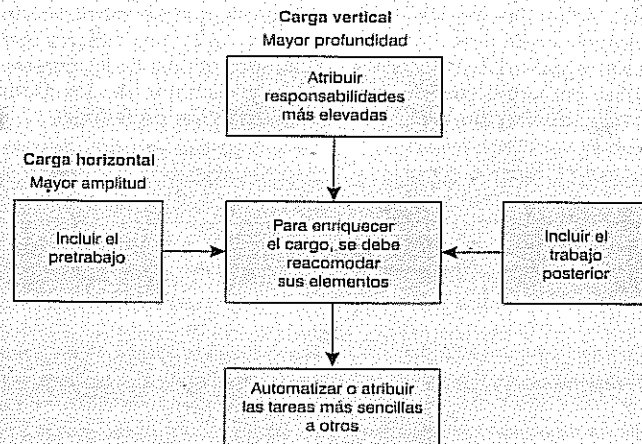 Carga vertical
Mayor profundidad
Atribuir
responsabilidades
más elevadas
Carga horizontal
Mayor amplitud
Incluir el
pretrabajo
Para enriquecer
el cargo, se debe
reacomodar
sus elementos
Incluir el
trabajo
posterior
Automatizar o atribuir
las tareas más sencillas
a otros